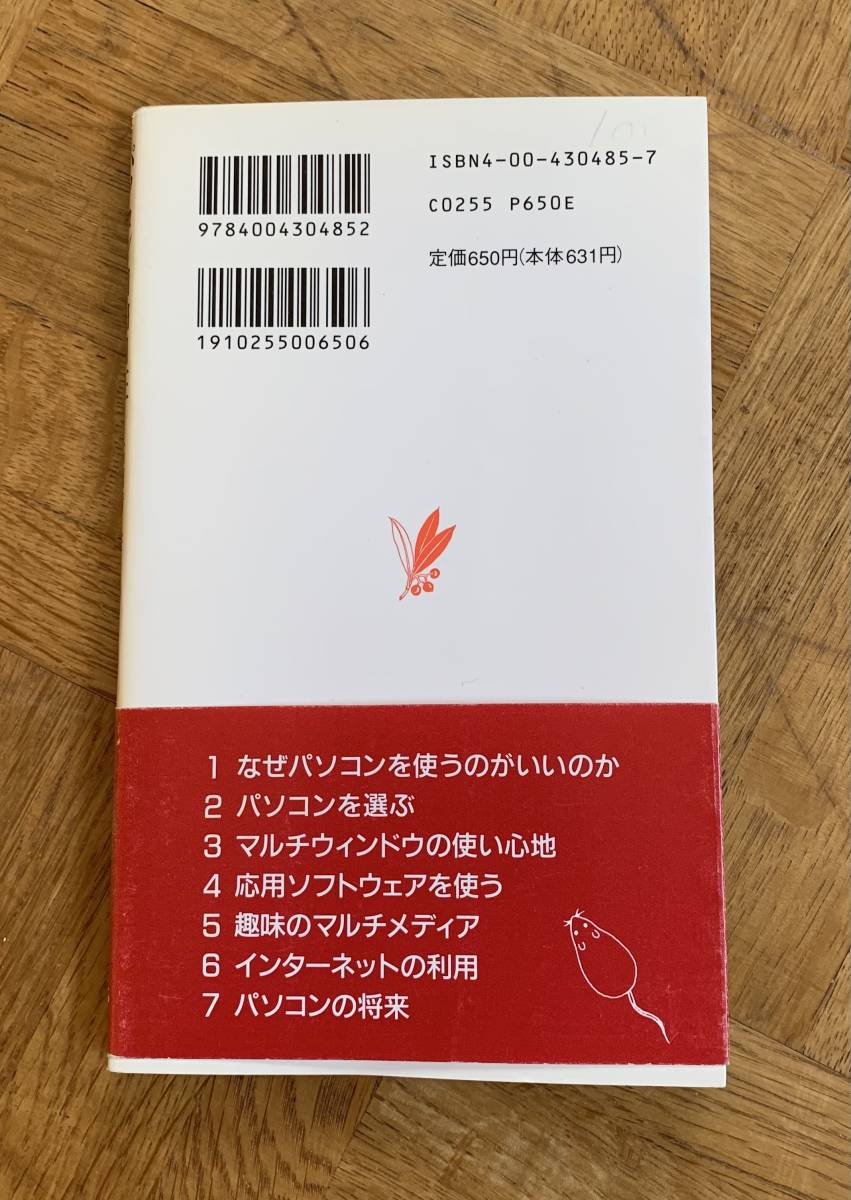 ISBN4-00-430485-7
C0255 P650E
定価650円(本体631円)
9784004304852
1910255006506
1 なぜパソコンを使うのがいいのか
2 パソコンを選ぶ
3 マルチウィンドウの使い心地
4 応用ソフトウェアを使う
5 趣味のマルチメディア
6 インターネットの利用
7 パソコンの将来